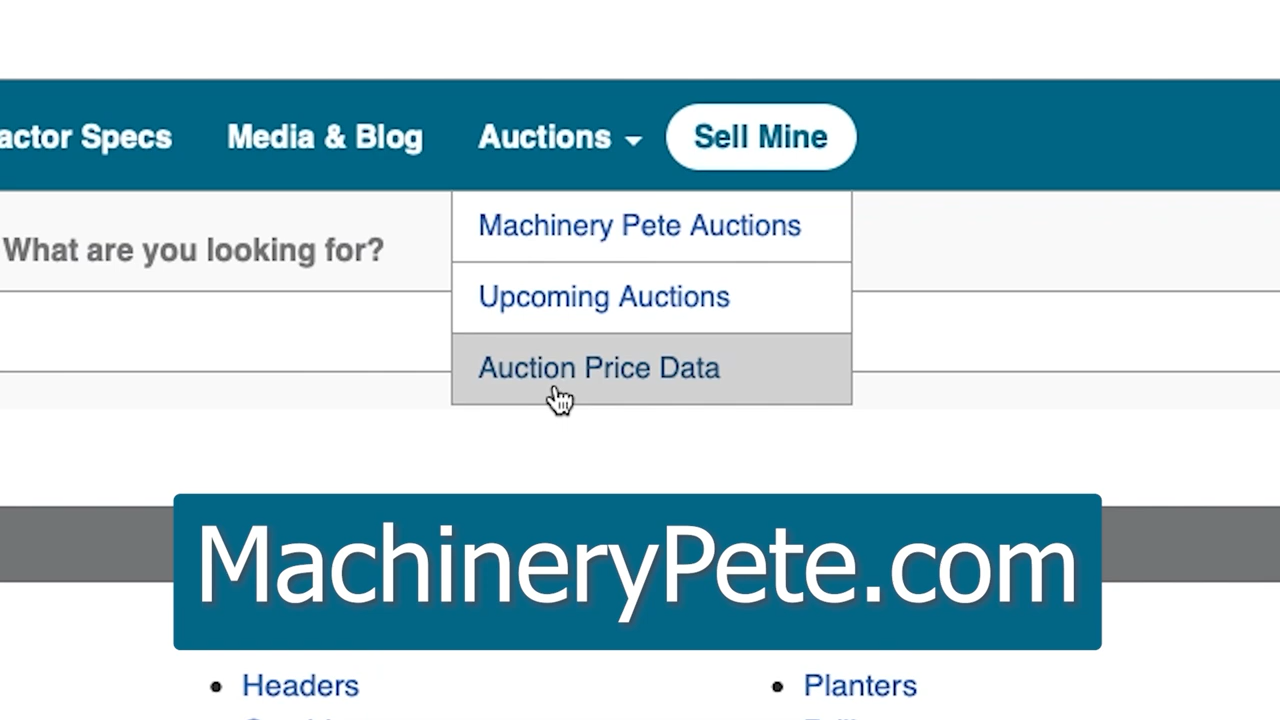 actor Specs Media & Blog Auctions Sell Mine
Machinery Pete Auctions
What are you looking for?
Upcoming Auctions
Auction Price Data
MachineryPete.com
Headers
Planters